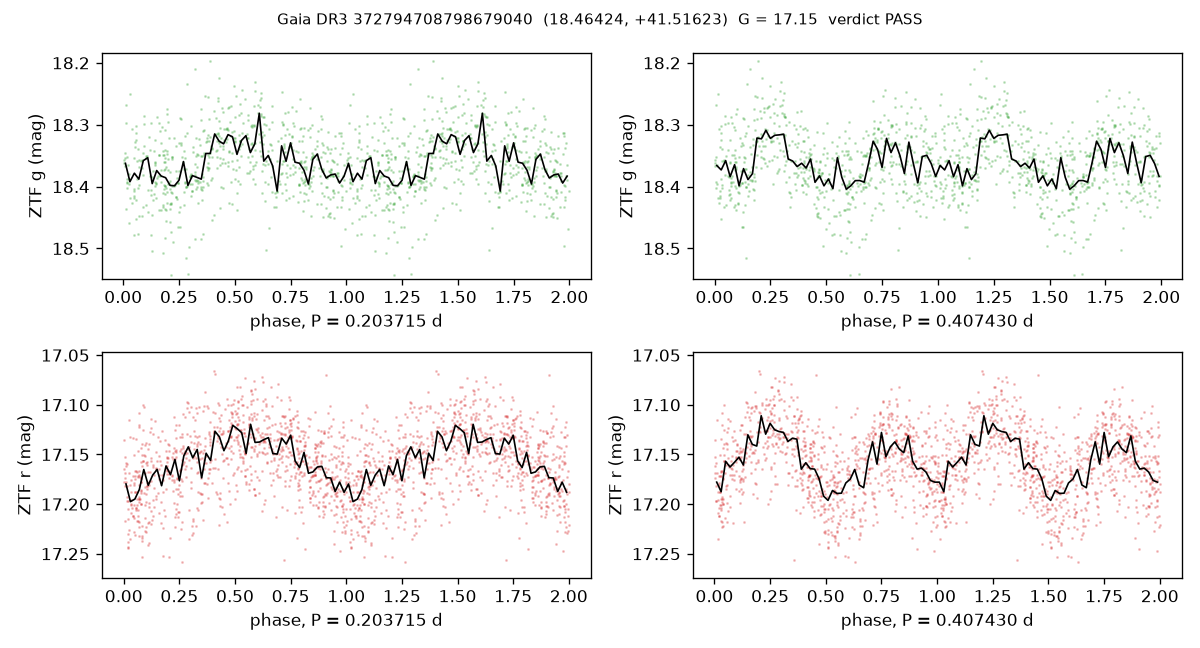 Gaia DR3 372794708798679040 (18.46424, +41.51623) G = 17.15 verdict PASS
ZTF g (mag)
18.2
18.3
18.4
18.5
0.00 0.25 0.50 0.75 1.00 1.25 1.50 1.75 2.00
phase, P = 0.203715 d
ZTF g (mag)
18.2
18.3
18.4
18.5
0.00 0.25 0.50 0.75 1.00 1.25 1.50 1.75 2.00
phase, P = 0.407430 d
ZTF r (mag)
17.05
17.10
17.15
17.20
17.25
0.00 0.25 0.50 0.75 1.00 1.25 1.50 1.75 2.00
phase, P = 0.203715 d
ZTF r (mag)
17.05
17.10
17.15
17.20
17.25
0.00 0.25 0.50 0.75 1.00 1.25 1.50 1.75 2.00
phase, P = 0.407430 d